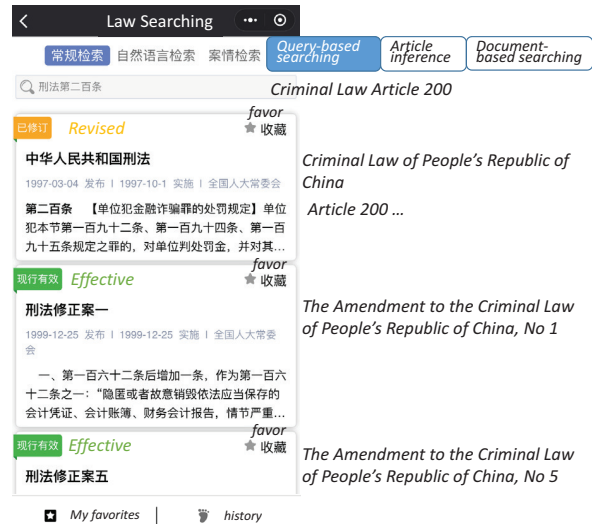 Law Searching
常规检索 自然语言检索 案情检索 Query-based searching Article inference Document-based searching
刑法第二百条 Criminal Law Article 200
已修订 Revised favor 收藏
中华人民共和国刑法 Criminal Law of People's Republic of China
1997-03-04 发布 | 1997-10-1 实施 | 全国人大常委会
第二百条 【单位犯金融诈骗罪的处罚规定】单位 Article 200 ...
犯本节第一百九十二条、第一百九十四条、第一百
九十五条规定之罪的，对单位判处罚金，并对其...
现行有效 Effective favor 收藏
刑法修正案一 The Amendment to the Criminal Law of People's Republic of China, No 1
1999-12-25 发布 | 1999-12-25 实施 | 全国人大常委
会
一、第一百六十二条后增加一条，作为第一百六
十二条之一：“隐匿或者故意销毁依法应当保存的
会计凭证、会计账簿、财务会计报告，情节严重...
现行有效 Effective favor 收藏
刑法修正案五 The Amendment to the Criminal Law of People's Republic of China, No 5
My favorites | history